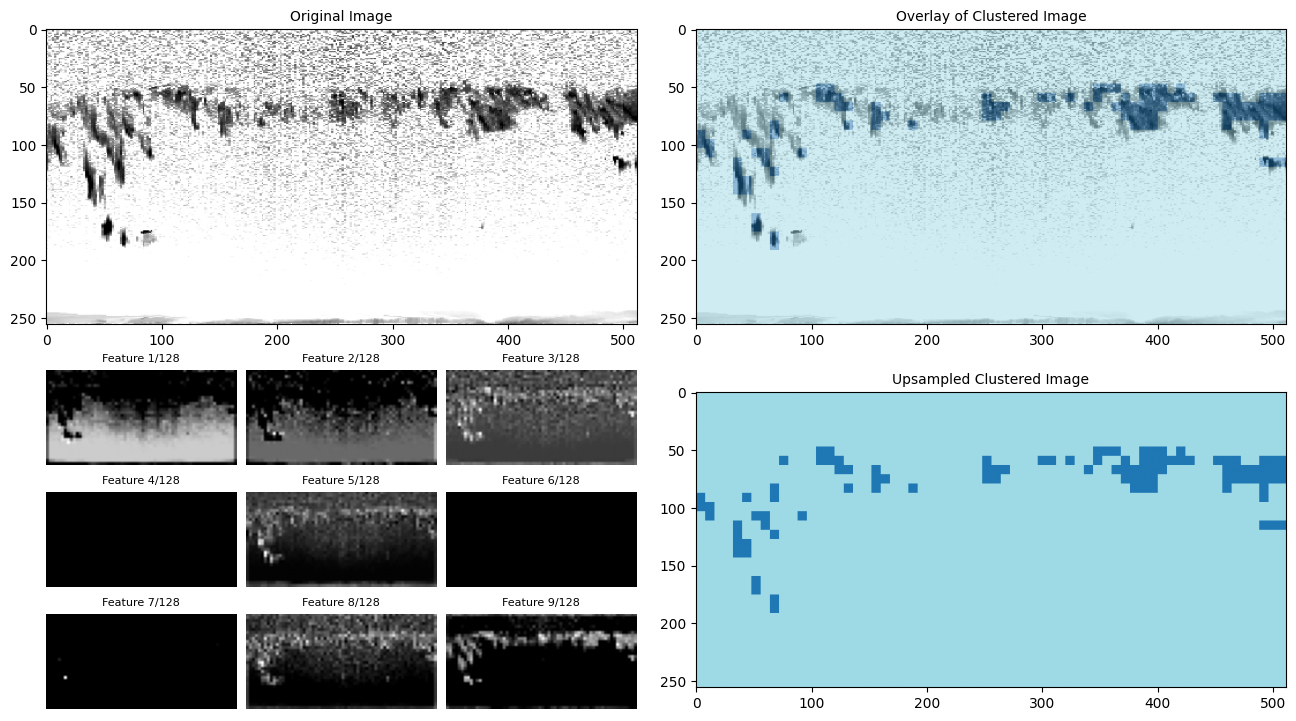 Original Image
0
50
100
150
200
250
0 100 200 300 400 500
Overlay of Clustered Image
0
50
100
150
200
250
0 100 200 300 400 500
Feature 1/128 Feature 2/128 Feature 3/128
Feature 4/128 Feature 5/128 Feature 6/128
Feature 7/128 Feature 8/128 Feature 9/128
Upsampled Clustered Image
0
50
100
150
200
250
0 100 200 300 400 500